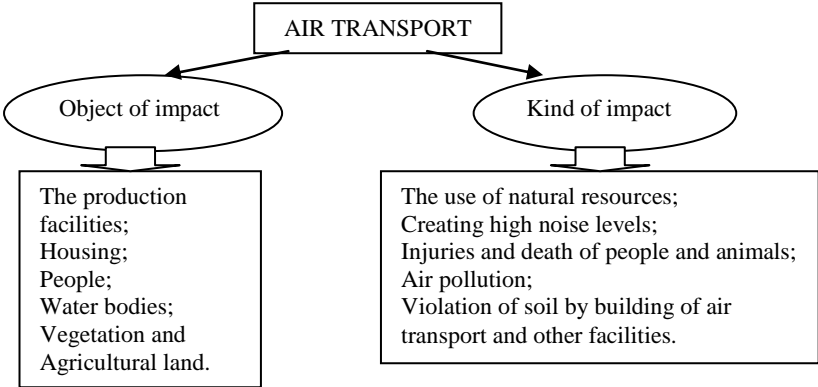 AIR TRANSPORT
Object of impact
Kind of impact
The production
facilities;
Housing;
People;
Water bodies;
Vegetation and
Agricultural land.
The use of natural resources;
Creating high noise levels;
Injuries and death of people and animals;
Air pollution;
Violation of soil by building of air
transport and other facilities.